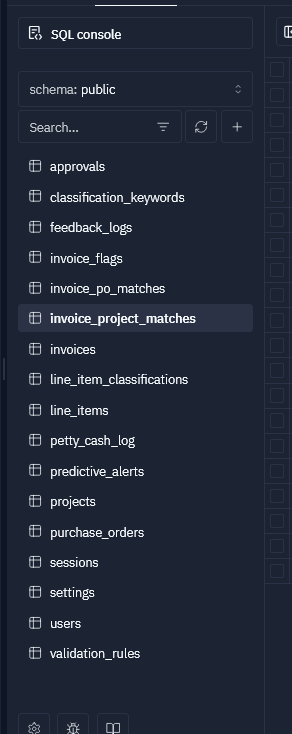 SQL console
schema: public
Search...
approvals
classification_keywords
feedback_logs
invoice_flags
invoice_po_matches
invoice_project_matches
invoices
line_item_classifications
line_items
petty_cash_log
predictive_alerts
projects
purchase_orders
sessions
settings
users
validation_rules